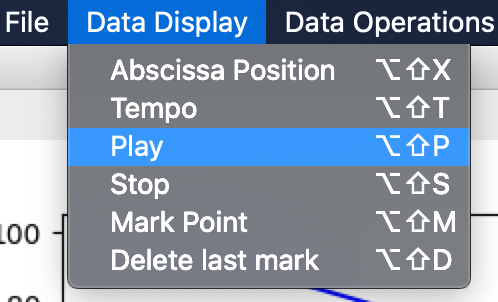 File Data Display Data Operations
Abscissa Position ⌥⇧X
Tempo ⌥⇧T
Play ⌥⇧P
Stop ⌥⇧S
Mark Point ⌥⇧M
100
Delete last mark ⌥⇧D